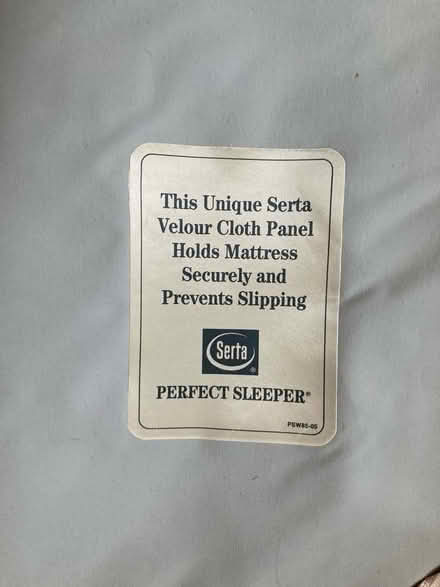 This Unique Serta
Velour Cloth Panel
Holds Mattress
Securely and
Prevents Slipping
Serta®
PERFECT SLEEPER®
PSW85-05